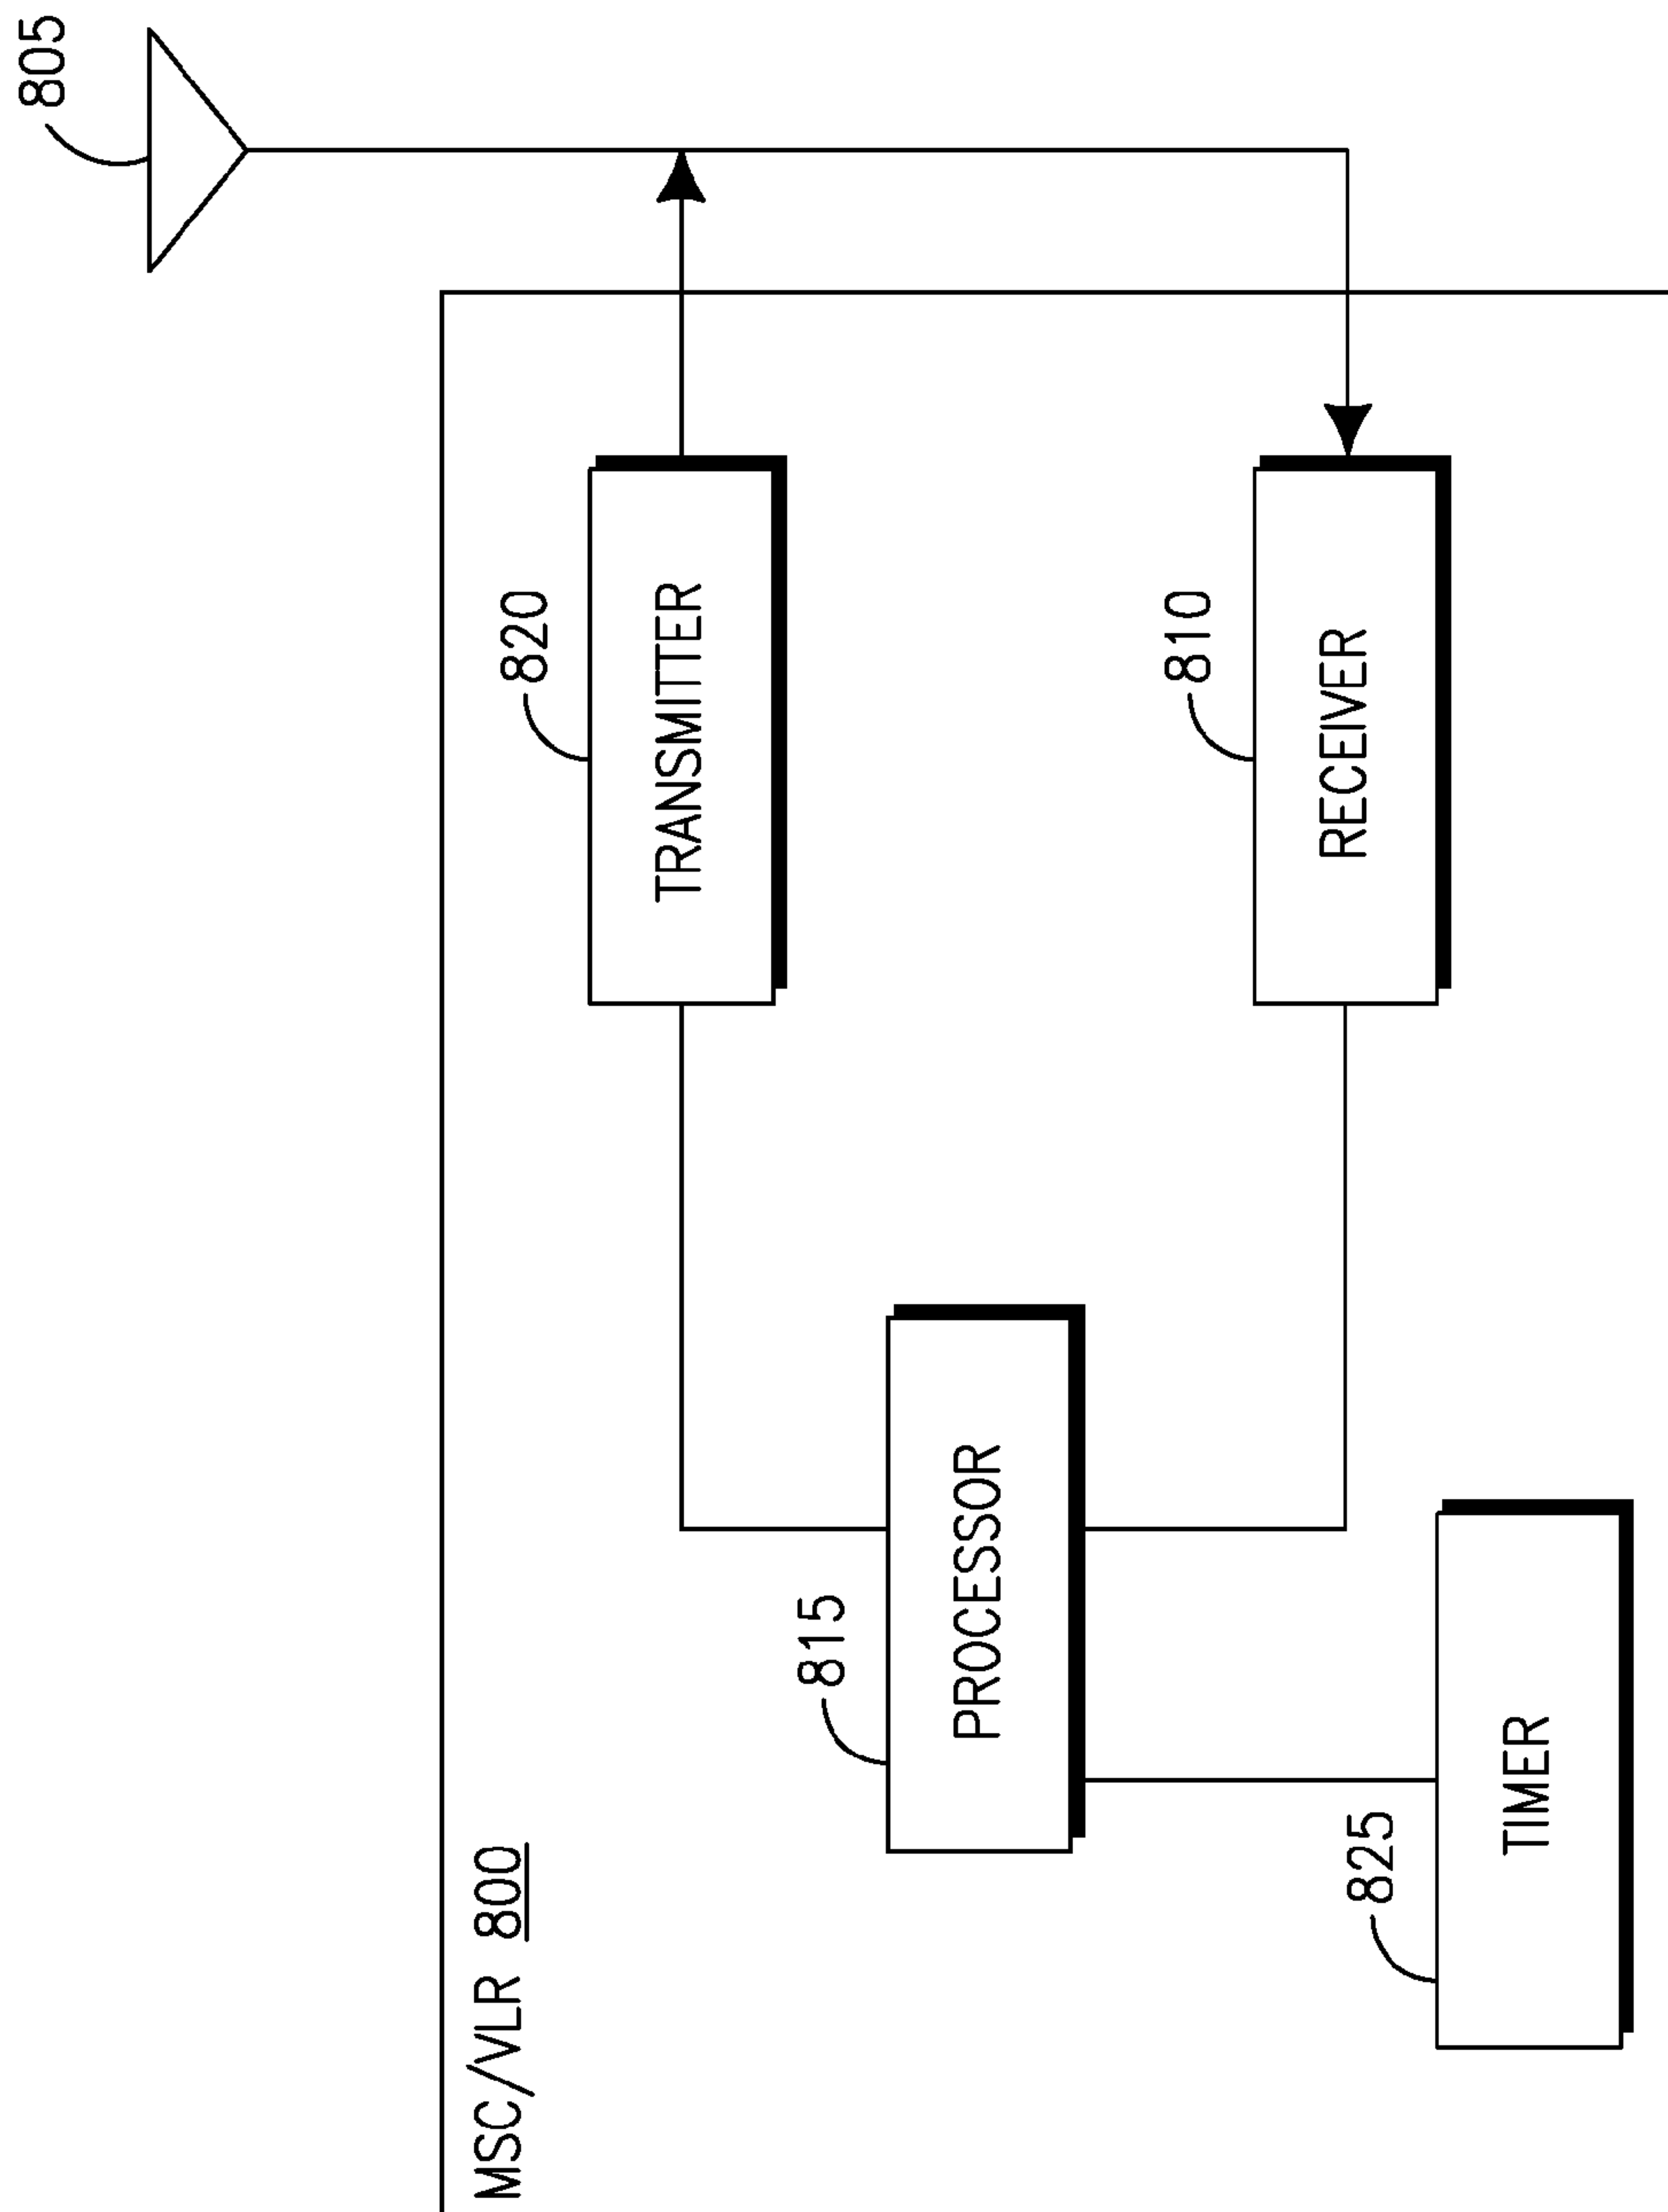 805
MSC/VLR 800
820
TRANSMITTER
815
PROCESSOR
810
RECEIVER
825
TIMER